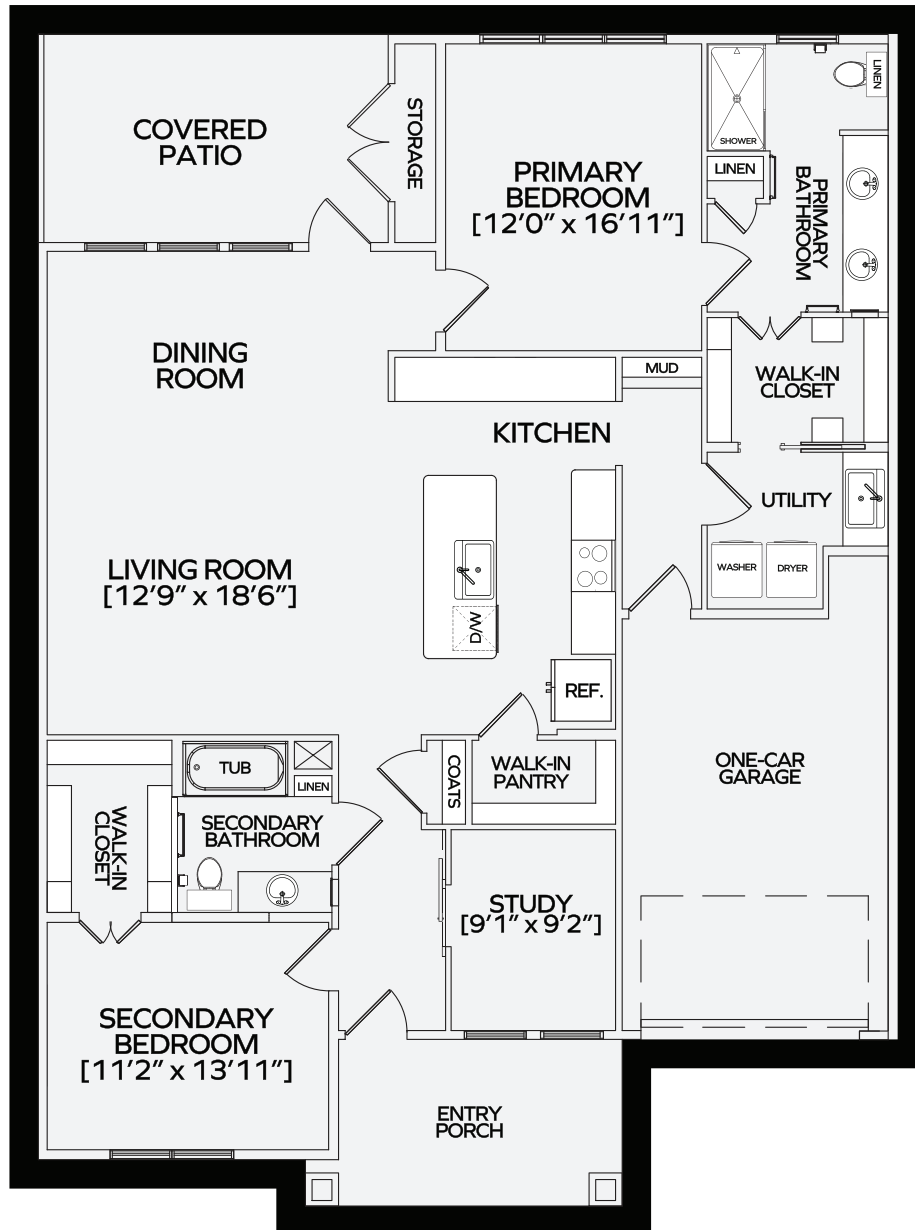 COVERED
PATIO
STORAGE
PRIMARY
BEDROOM
[12’0” x 16’11”]
SHOWER
LINEN
LINEN
PRIMARY
BATHROOM
DINING
ROOM
MUD
WALK-IN
CLOSET
KITCHEN
UTILITY
LIVING ROOM
[12’9” x 18’6”]
WASHER
DRYER
D/W
REF.
TUB
LINEN
COATS
WALK-IN
PANTRY
ONE-CAR
GARAGE
WALK-IN
CLOSET
SECONDARY
BATHROOM
STUDY
[9’1” x 9’2”]
SECONDARY
BEDROOM
[11’2” x 13’11”]
ENTRY
PORCH